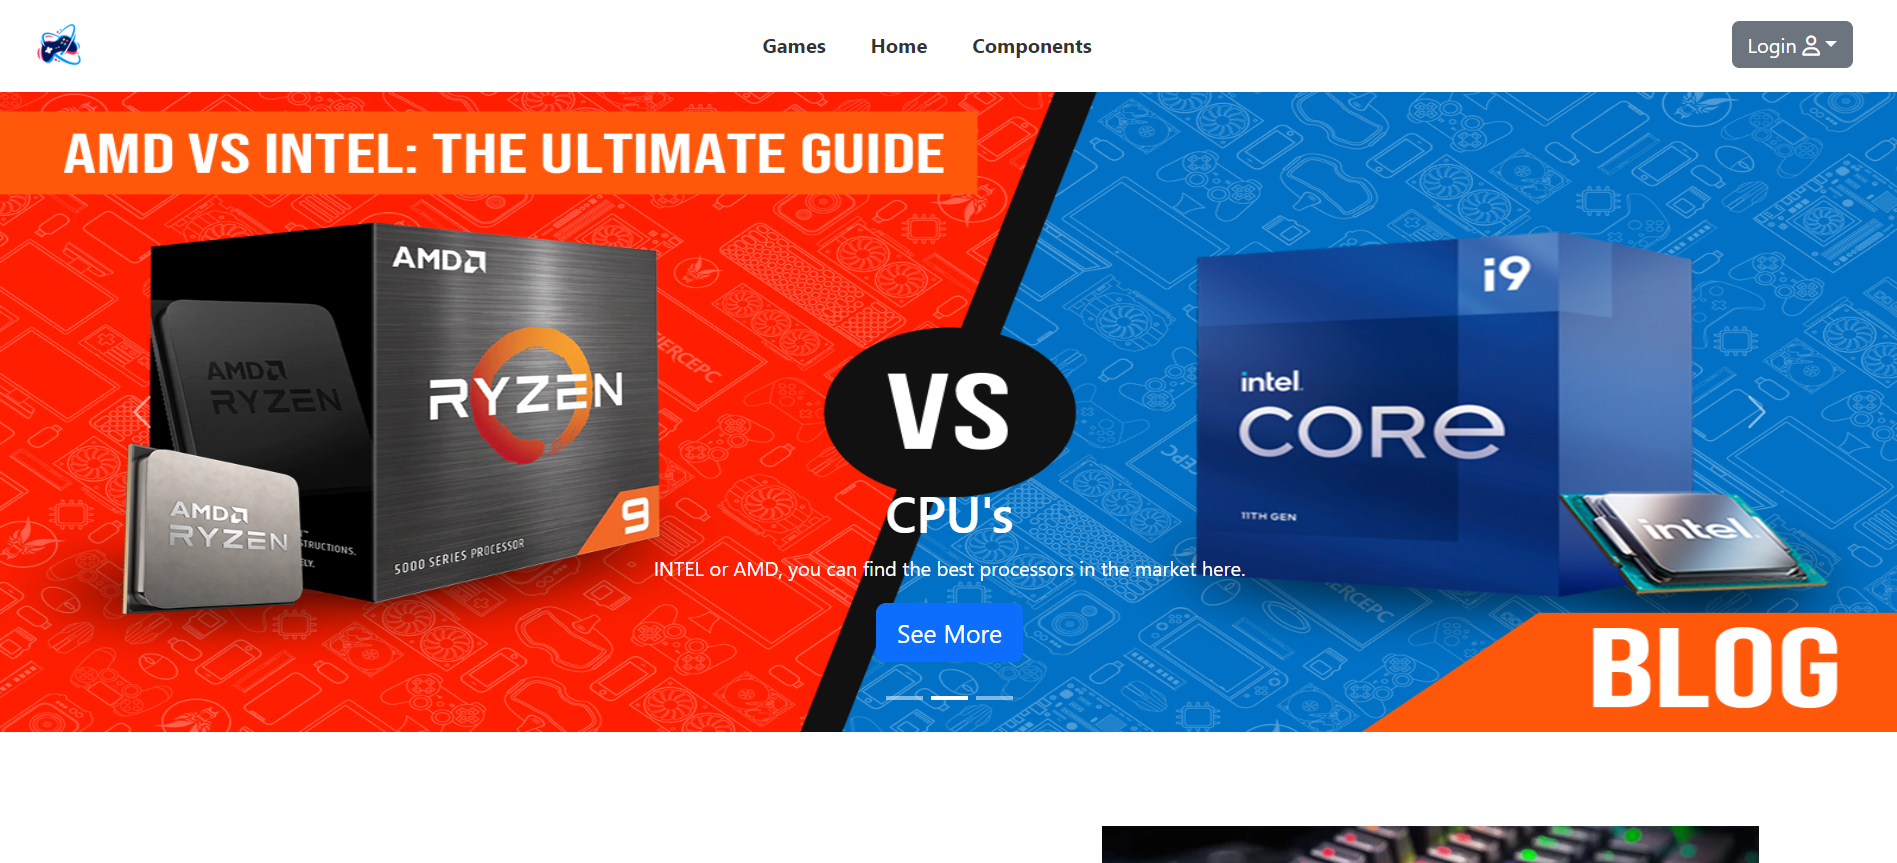 Games Home Components
Login
AMD VS INTEL: THE ULTIMATE GUIDE
AMD
RYZEN
AMD
RYZEN
9
5000 SERIES PROCESSOR
AMD
RYZEN
STRUCTIONS.
ELY.
VS
i9
intel
CORE
11TH GEN
intel.
CPU's
INTEL or AMD, you can find the best processors in the market here.
See More
BLOG